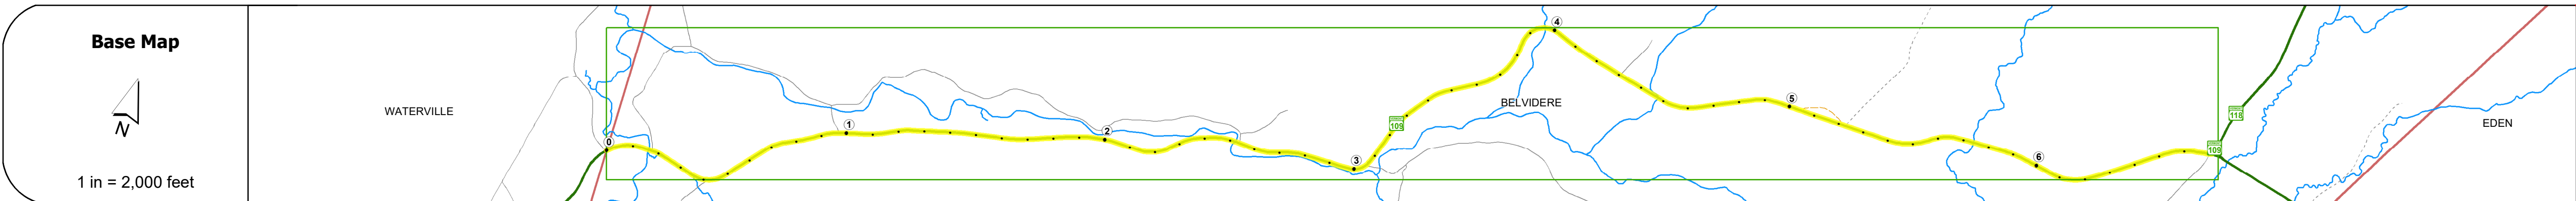 Base Map
N
1 in = 2,000 feet
WATERVILLE
0
1
2
3
109
4
BELVIDERE
5
6
109
118
EDEN